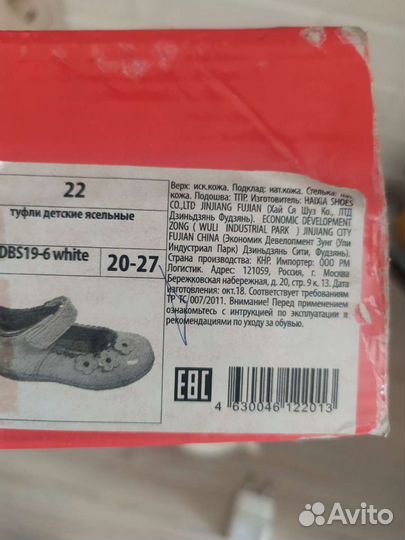 22
туфли детские ясельные
DBS19-6 white
20-27
Верх: иск.кожа. Подклад: нат.кожа. Стелька: нат.
кожа. Подошва: ТПР. Изготовитель: HAIXIA SHOES
CO.,LTD JINJIANG FUJIAN (Хай Ся Шуз Ко., ЛТД
Дзиньдзянь Фудзянь). ECONOMIC DEVELOPMENT
ZONG ( WULI INDUSTRIAL PARK ) JINJIANG CITY
FUJIAN CHINA (Экономик Девелопмент Зунг (Ули
Индустриал Парк) Дзиньдзянь Сити, Фудзянь).
Страна производства: КНР. Импортер: ООО РМ
Логистик. Адрес: 121059, Россия, г. Москва
Бережковская набережная, д. 20, стр. 9 к. 13. Дата
изготовления: окт.18. Соответствует требованиям
ТР ТС 007/2011. Внимание! Перед применением
ознакомьтесь с интрукцией по эксплуатации и
рекомендациями по уходу за обувью.
EAC
4 630046 122013
Avito